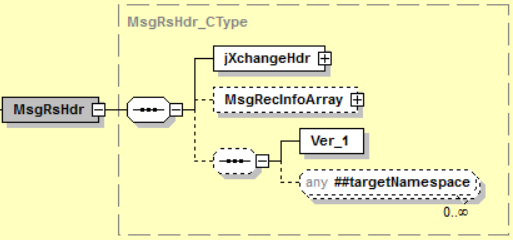 MsgRsHdr_CType
jXchangeHdr
MsgRsHdr
MsgRecInfoArray
Ver_1
any ##targetNamespace
0..∞